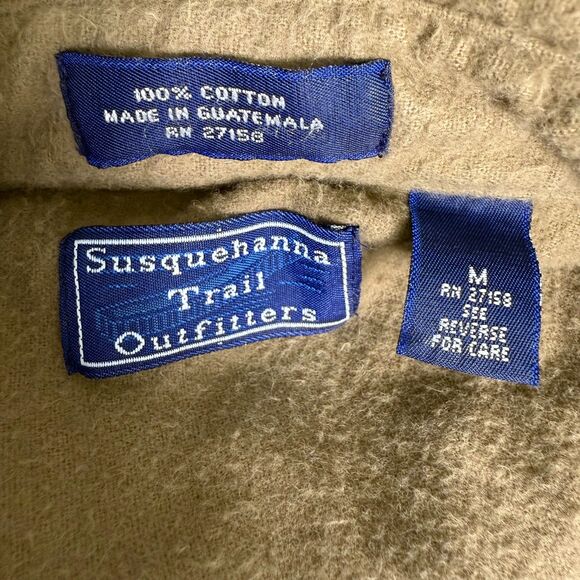 100% COTTON
MADE IN GUATEMALA
RN 27158
Susquehanna
Trail
Outfitters
M
RN 27158
SEE
REVERSE
FOR CARE